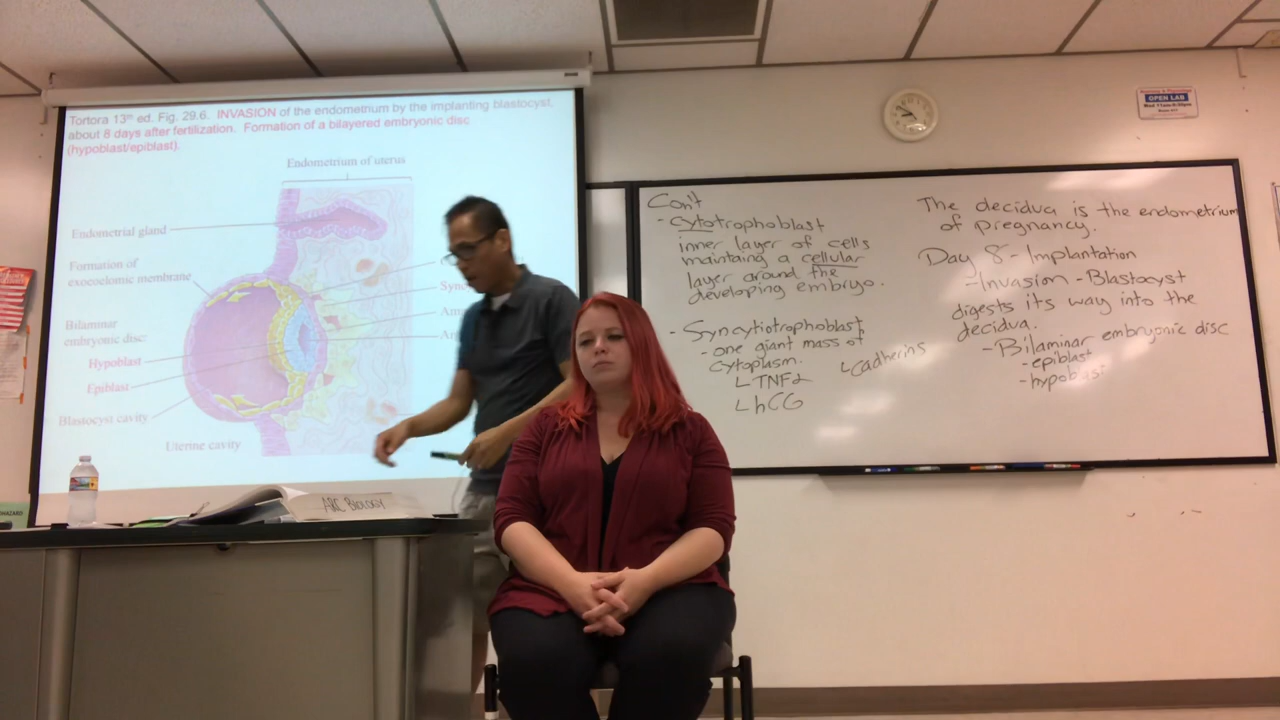 Tortora 13th ed. Fig. 29.6. INVASION of the endometrium by the implanting blastocyst,
about 8 days after fertilization. Formation of a bilayered embryonic disc
(hypoblast/epiblast).
Endometrium of uterus
Endometrial gland
Formation of
exocoelomic membrane
Bilaminar
embryonic disc:
Hypoblast
Epiblast
Blastocyst cavity
Uterine cavity
ABC BIOLOGY
Con't
- cytotrophoblast
inner layer of cells
maintaing a cellular
layer around the
developing embryo.
- Syncytiotrophoblast
- one giant mass of
cytoplasm.
L TNFα
L hCG
L Cadherins
The decidua is the endometrium
of pregnancy.
Day 8 - Implantation
- Invasion - Blastocyst
digests its way into the
decidua.
- Bilaminar embryonic disc
- epiblast
- hypoblast
OPEN LAB